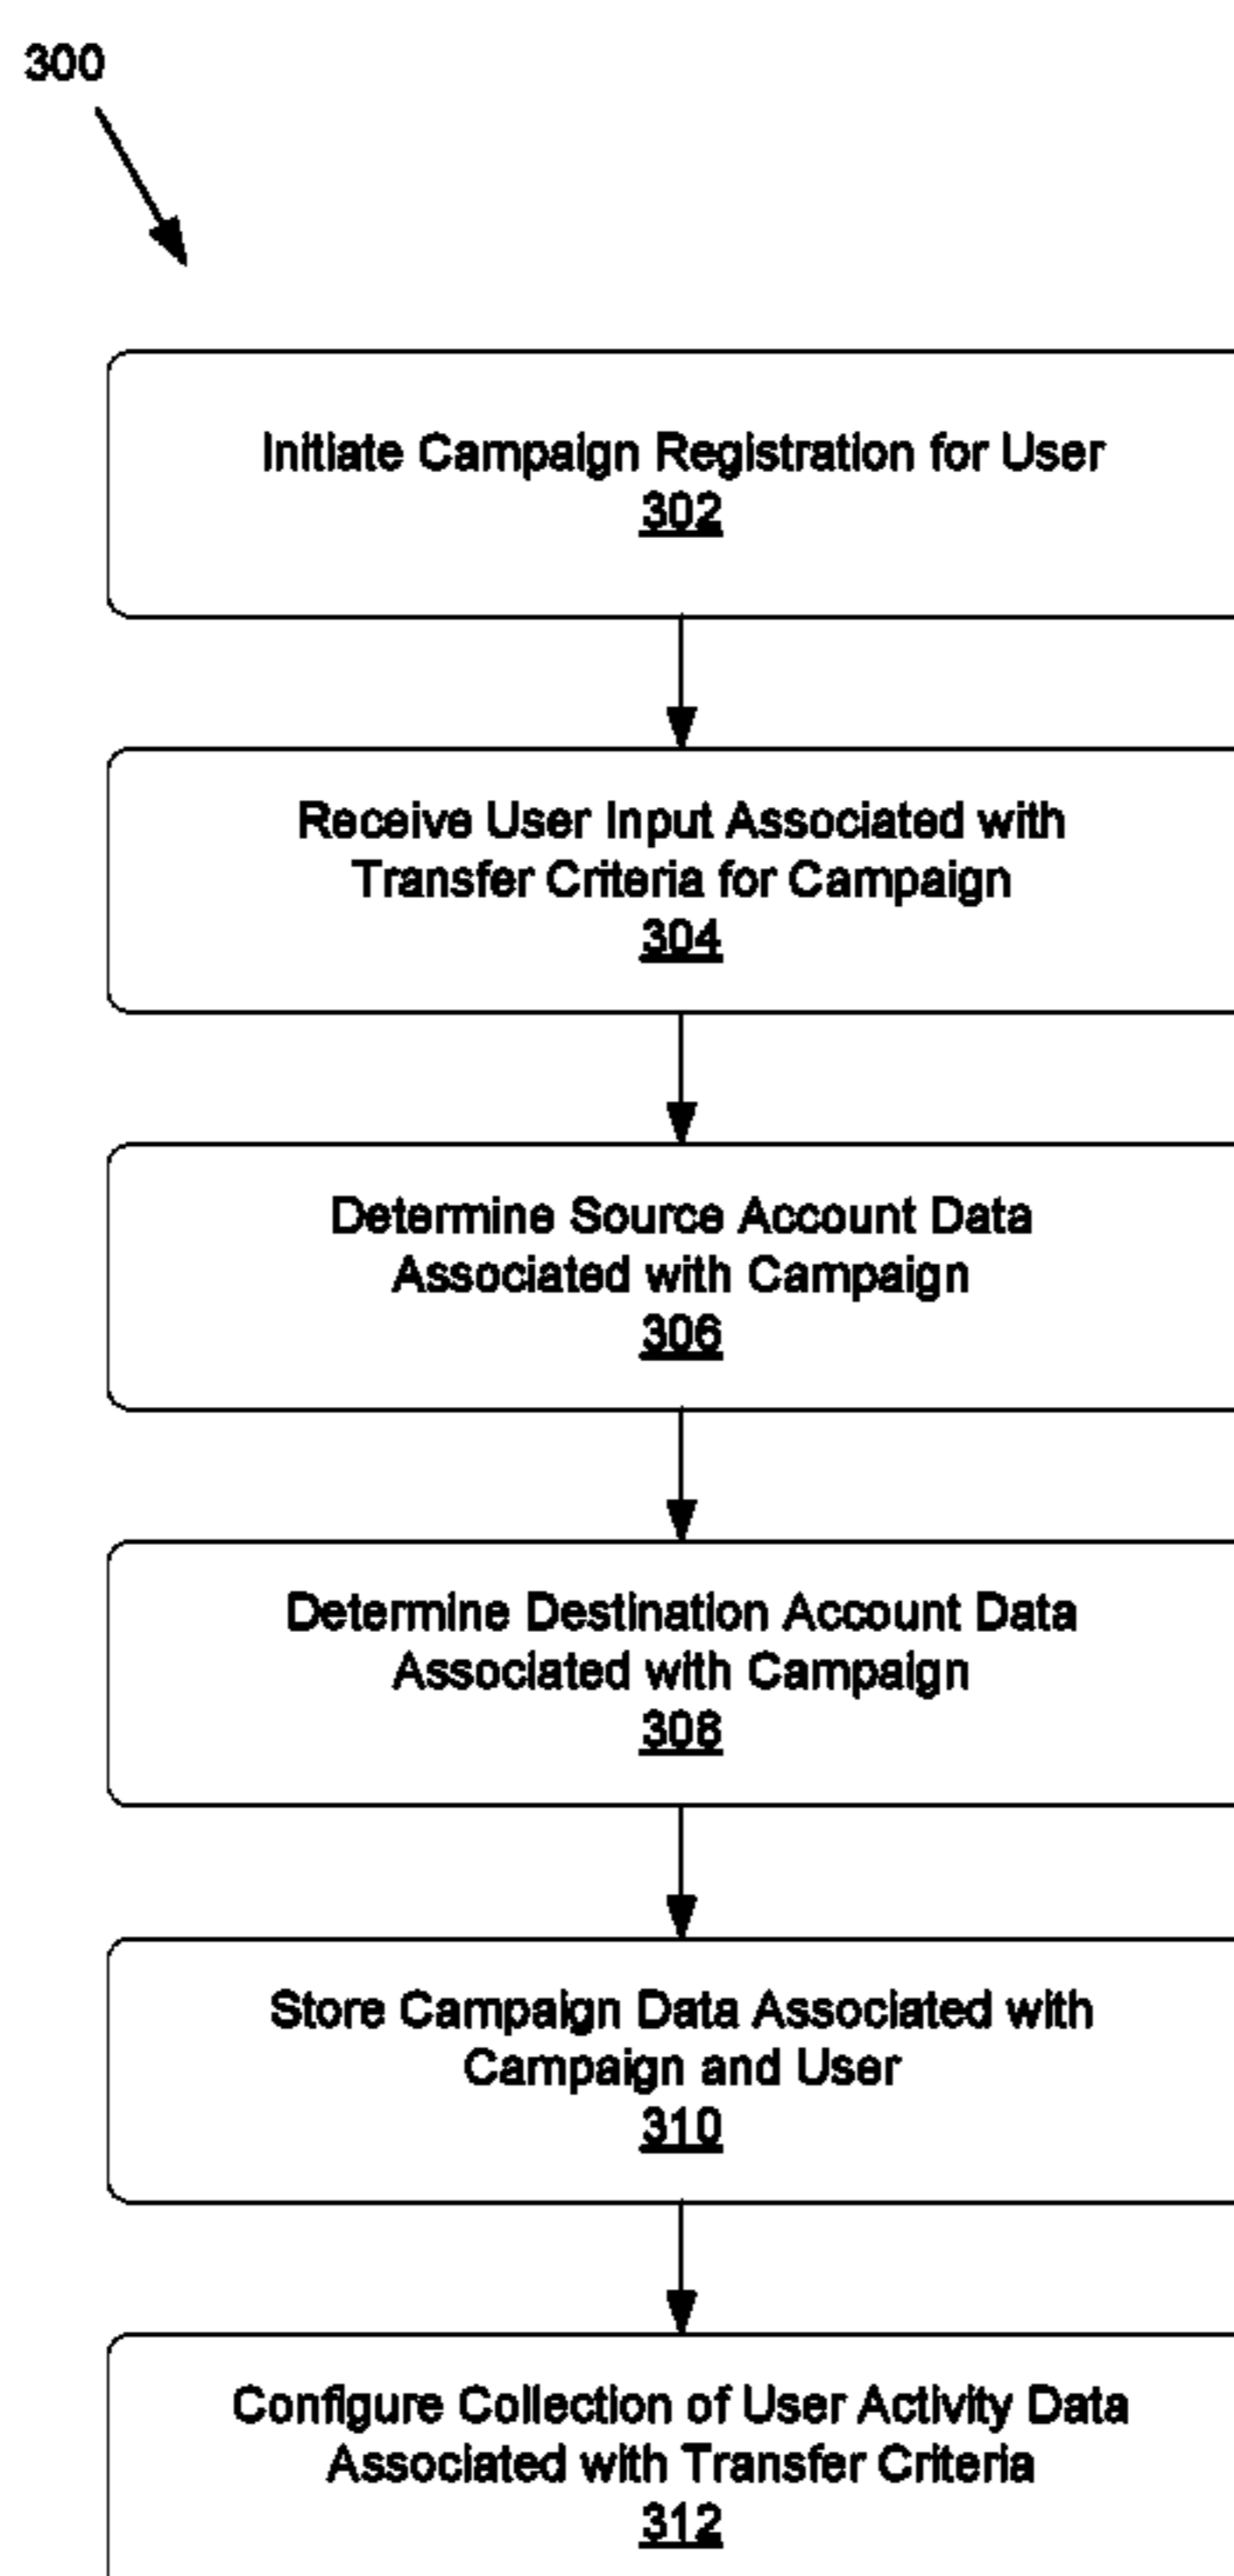 300
Initiate Campaign Registration for User
302
Receive User Input Associated with
Transfer Criteria for Campaign
304
Determine Source Account Data
Associated with Campaign
306
Determine Destination Account Data
Associated with Campaign
308
Store Campaign Data Associated with
Campaign and User
310
Configure Collection of User Activity Data
Associated with Transfer Criteria
312